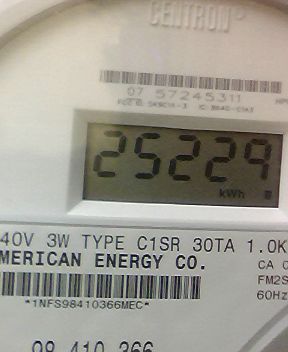 CENTRON®
07 57245311
25229
kWh
40V 3W TYPE C1SR 30TA 1.0K
MERICAN ENERGY CO.
CA 0
FM2S
60Hz
*1NFS98410366MEC*
98 410 366